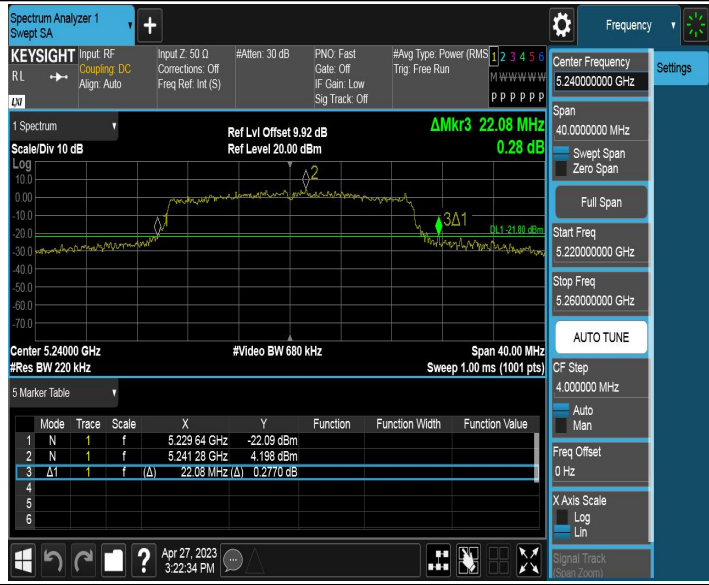 Spectrum Analyzer 1
Swept SA
Frequency
KEYSIGHT
RL
LXI
Input: RF
Coupling: DC
Align: Auto
Input Z: 50 Ω
Corrections: Off
Freq Ref: Int (S)
#Atten: 30 dB
PNO: Fast
Gate: Off
IF Gain: Low
Sig Track: Off
#Avg Type: Power (RMS
Trig: Free Run
1 2 3 4 5 6
M W W W W W
P P P P P P
Center Frequency
5.240000000 GHz
Settings
Span
40.0000000 MHz
Swept Span
Zero Span
Full Span
Start Freq
5.220000000 GHz
Stop Freq
5.260000000 GHz
AUTO TUNE
CF Step
4.000000 MHz
Auto
Man
Freq Offset
0 Hz
X Axis Scale
Log
Lin
Signal Track
(Span Zoom)
1 Spectrum
Scale/Div 10 dB
Ref Lvl Offset 9.92 dB
Ref Level 20.00 dBm
ΔMkr3 22.08 MHz
0.28 dB
Log
10.0
0.00
-10.0
-20.0
-30.0
-40.0
-50.0
-60.0
-70.0
1
2
3Δ1
DL1 -21.80 dBm
Center 5.24000 GHz
#Res BW 220 kHz
#Video BW 680 kHz
Span 40.00 MHz
Sweep 1.00 ms (1001 pts)
5 Marker Table
Mode Trace Scale X Y Function Function Width Function Value
1 N 1 f 5.229 64 GHz -22.09 dBm
2 N 1 f 5.241 28 GHz 4.198 dBm
3 Δ1 1 f (Δ) 22.08 MHz (Δ) 0.2770 dB
4
5
6
?
Apr 27, 2023
3:22:34 PM